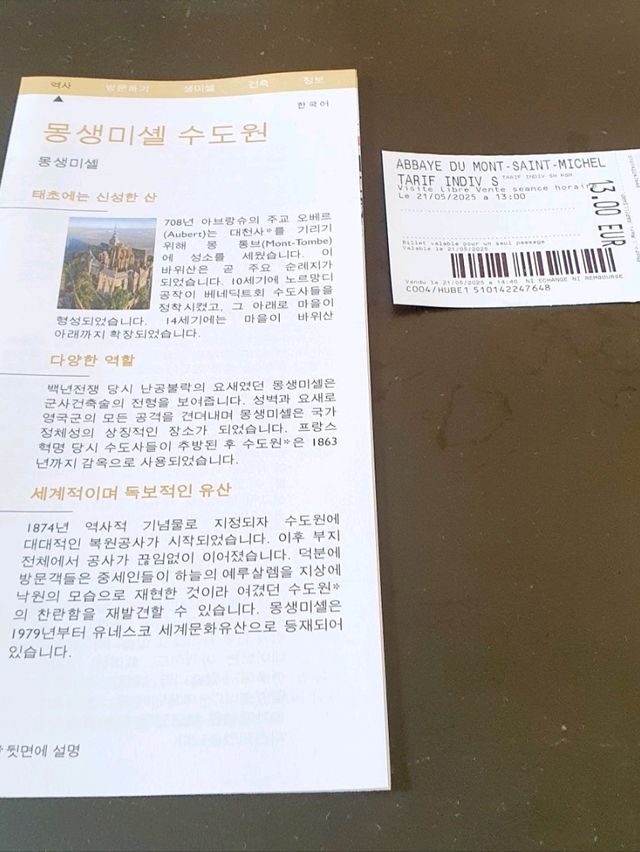 역사 방문하기 생미셸 건축 정보
한국어
몽생미셸 수도원
몽생미셸
태초에는 신성한 산
708년 아브랑슈의 주교 오베르
(Aubert)는 대천사*를 기리기
위해 몽 통브(Mont-Tombe)
에 성소를 세웠습니다. 이
바위산은 곧 주요 순례지가
되었습니다. 10세기에 노르망디
공작이 베네딕트회 수도사들을
정착시켰고, 그 아래로 마을이
형성되었습니다. 14세기에는 마을이 바위산
아래까지 확장되었습니다.
다양한 역할
백년전쟁 당시 난공불락의 요새였던 몽생미셸은
군사건축술의 전형을 보여줍니다. 성벽과 요새로
영국군의 모든 공격을 견뎌내며 몽생미셸은 국가
정체성의 상징적인 장소가 되었습니다. 프랑스
혁명 당시 수도사들이 추방된 후 수도원*은 1863
년까지 감옥으로 사용되었습니다.
세계적이며 독보적인 유산
1874년 역사적 기념물로 지정되자 수도원에
대대적인 복원공사가 시작되었습니다. 이후 부지
전체에서 공사가 끊임없이 이어졌습니다. 덕분에
방문객들은 중세인들이 하늘의 예루살렘을 지상에
낙원의 모습으로 재현한 것이라 여겼던 수도원*
의 찬란함을 재발견할 수 있습니다. 몽생미셸은
1979년부터 유네스코 세계문화유산으로 등재되어
있습니다.
* 뒷면에 설명
ABBAYE DU MONT-SAINT-MICHEL
TARIF INDIV S TARIF INDIV SM PSM
Visite libre Vente seance horai
Le 21/05/2025 a 13:00
13.00 EUR
Billet valable pour un seul passage
Valable le 21/05/2025
Vendu le 21/05/2025 a 14:40. NI ECHANGE NI REMBOURSE
C004/HUBE1 510142247648